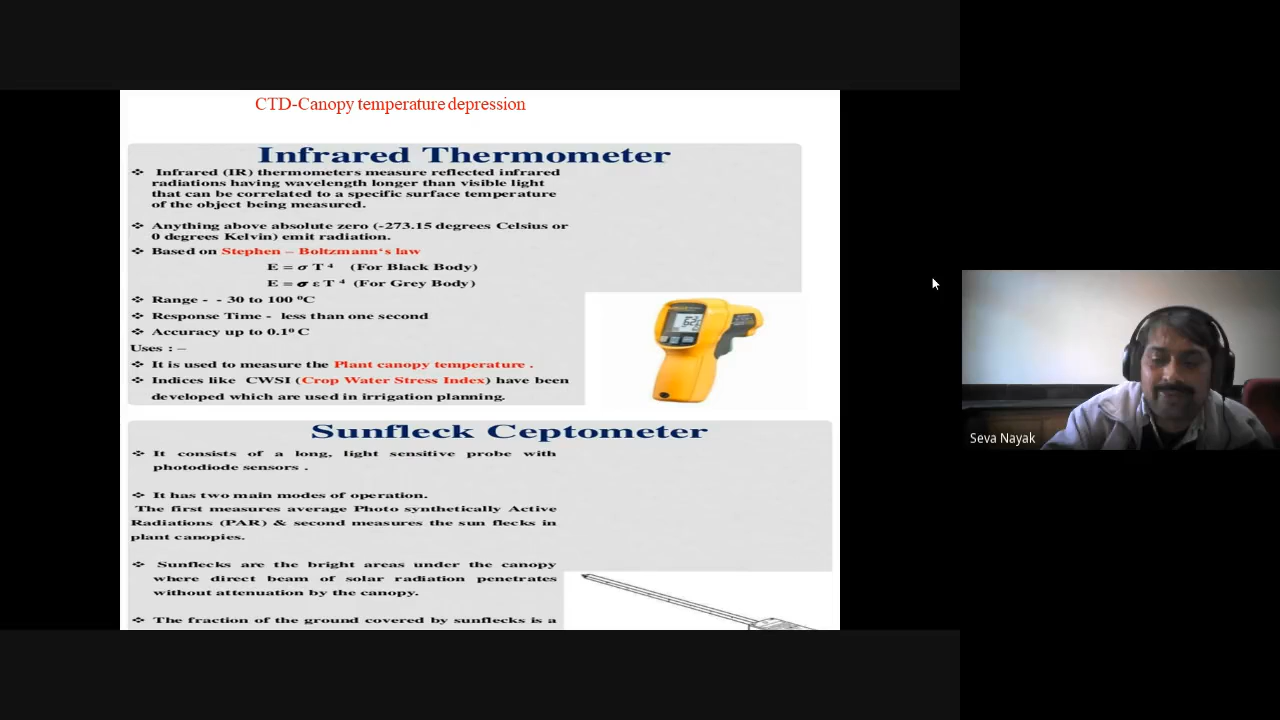 CTD-Canopy temperature depression
Infrared Thermometer
❖ Infrared (IR) thermometers measure reflected infrared
radiations having wavelength longer than visible light
that can be correlated to a specific surface temperature
of the object being measured.
❖ Anything above absolute zero (-273.15 degrees Celsius or
0 degrees Kelvin) emit radiation.
❖ Based on Stephen – Boltzmann's law
E = σ T ⁴ (For Black Body)
E = σ ε T ⁴ (For Grey Body)
❖ Range - - 30 to 100 ⁰C
❖ Response Time - less than one second
❖ Accuracy up to 0.1⁰ C
Uses : –
❖ It is used to measure the Plant canopy temperature .
❖ Indices like CWSI (Crop Water Stress Index) have been
developed which are used in irrigation planning.
Sunfleck Ceptometer
❖ It consists of a long, light sensitive probe with
photodiode sensors .
❖ It has two main modes of operation.
The first measures average Photo synthetically Active
Radiations (PAR) & second measures the sun flecks in
plant canopies.
❖ Sunflecks are the bright areas under the canopy
where direct beam of solar radiation penetrates
without attenuation by the canopy.
❖ The fraction of the ground covered by sunflecks is a
Seva Nayak